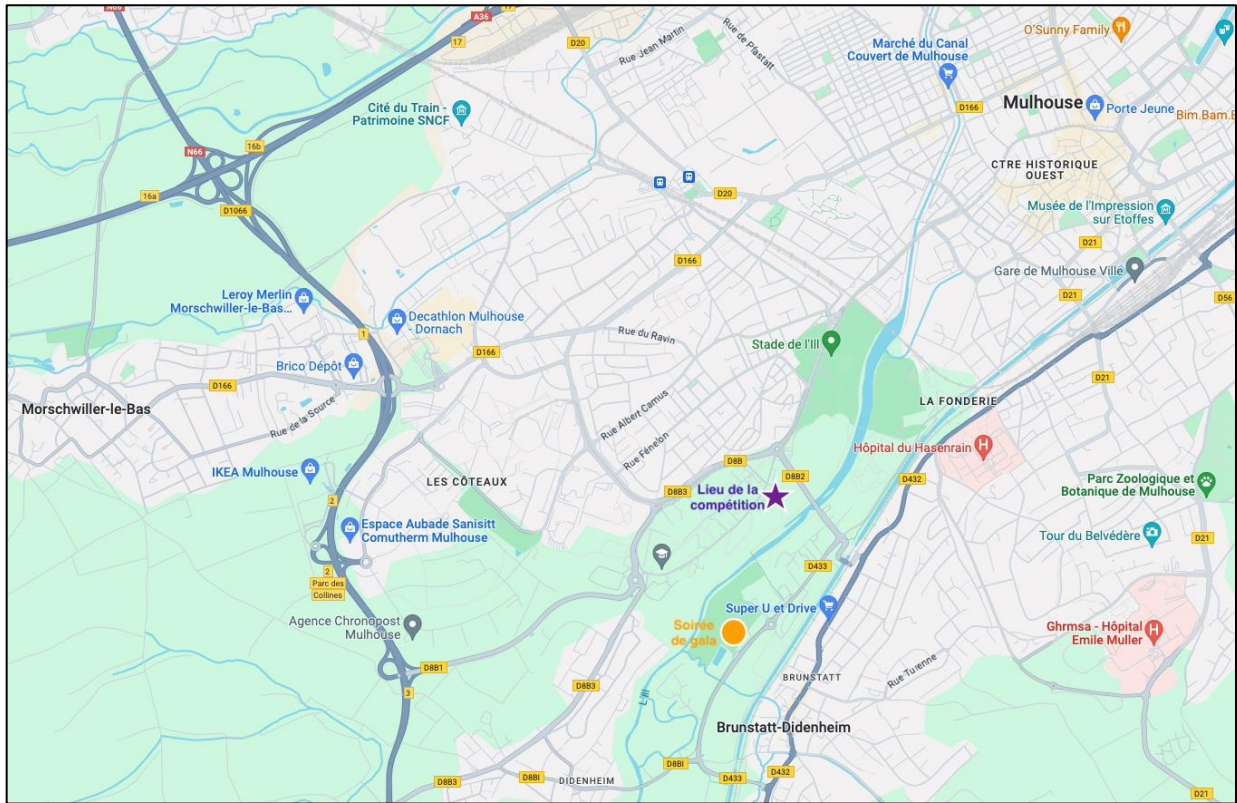 N66
A36
17
17
D20
Rue Jean Martin
Rue de Pfastatt
Marché du Canal
Couvert de Mulhouse
O'Sunny Family
Cité du Train -
Patrimoine SNCF
D166
Mulhouse
Porte Jeune
Bim.Bam.B
16b
N66
CTRE HISTORIQUE
OUEST
16a
D20
D1066
Musée de l'Impression
sur Etoffes
D21
D166
Gare de Mulhouse Ville
Leroy Merlin
Morschwiller-le-Bas...
D21
D56
Decathlon Mulhouse
- Dornach
1
Rue du Ravin
Stade de l'Ill
D166
Brico Dépôt
D166
D21
Morschwiller-le-Bas
Rue de la Source
Rue Albert Camus
LA FONDERIE
Rue Fénelon
Hôpital du Hasenrain
IKEA Mulhouse
D8B
D8B2
D432
LES CÔTEAUX
Lieu de la
compétition
D8B3
Parc Zoologique et
Botanique de Mulhouse
2
Espace Aubade Sanisitt
Comutherm Mulhouse
Tour du Belvédère
D21
2
Parc des
Collines
D433
Super U et Drive
Agence Chronopost
Mulhouse
Soirée
de gala
Ghrmsa - Hôpital
Emile Muller
D8B1
BRUNSTATT
Rue Turenne
D8B3
3
L'Ill
Brunstatt-Didenheim
D8BI
D8B3
D8BI
DIDENHEIM
D433
D432
D21